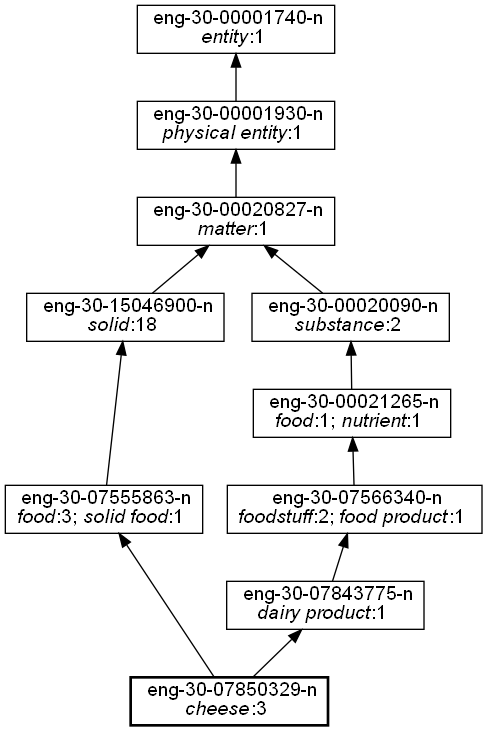 eng-30-00001740-n
entity:1
eng-30-00001930-n
physical entity:1
eng-30-00020827-n
matter:1
eng-30-15046900-n
solid:18
eng-30-00020090-n
substance:2
eng-30-00021265-n
food:1; nutrient:1
eng-30-07555863-n
food:3; solid food:1
eng-30-07566340-n
foodstuff:2; food product:1
eng-30-07843775-n
dairy product:1
eng-30-07850329-n
cheese:3